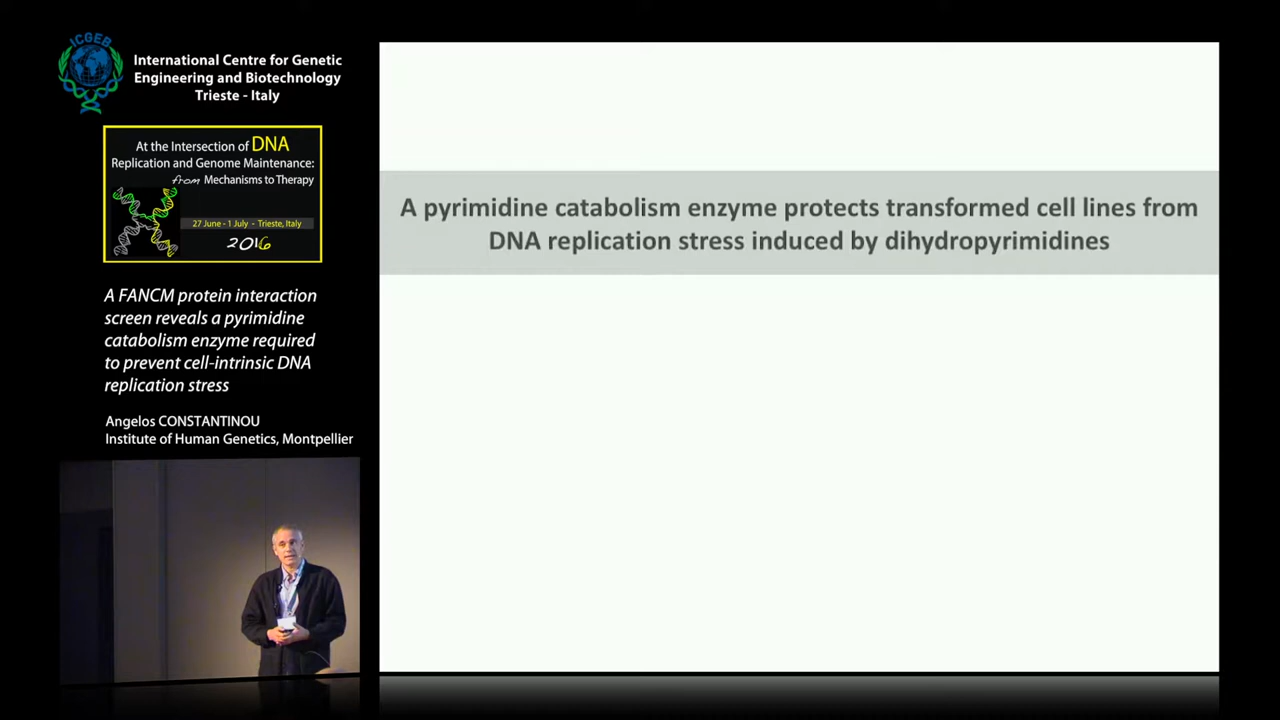 ICGEB
International Centre for Genetic
Engineering and Biotechnology
Trieste - Italy
At the Intersection of DNA
Replication and Genome Maintenance:
from Mechanisms to Therapy
27 June - 1 July - Trieste, Italy
2016
A FANCM protein interaction
screen reveals a pyrimidine
catabolism enzyme required
to prevent cell-intrinsic DNA
replication stress
Angelos CONSTANTINOU
Institute of Human Genetics, Montpellier
A pyrimidine catabolism enzyme protects transformed cell lines from
DNA replication stress induced by dihydropyrimidines